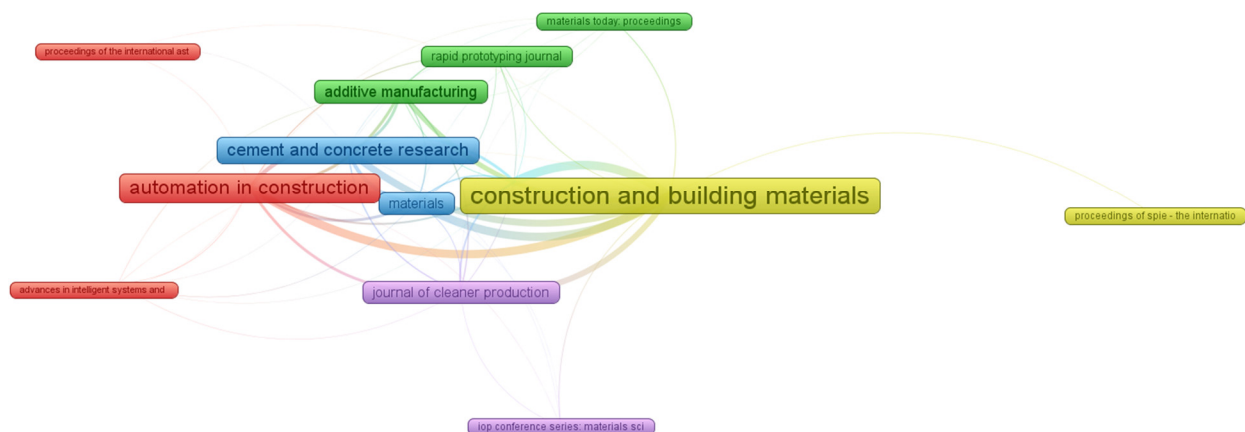 materials today: proceedings
proceedings of the international ast
rapid prototyping journal
additive manufacturing
cement and concrete research
automation in construction
construction and building materials
materials
proceedings of spie - the internatio
advances in intelligent systems and
journal of cleaner production
iop conference series: materials sci